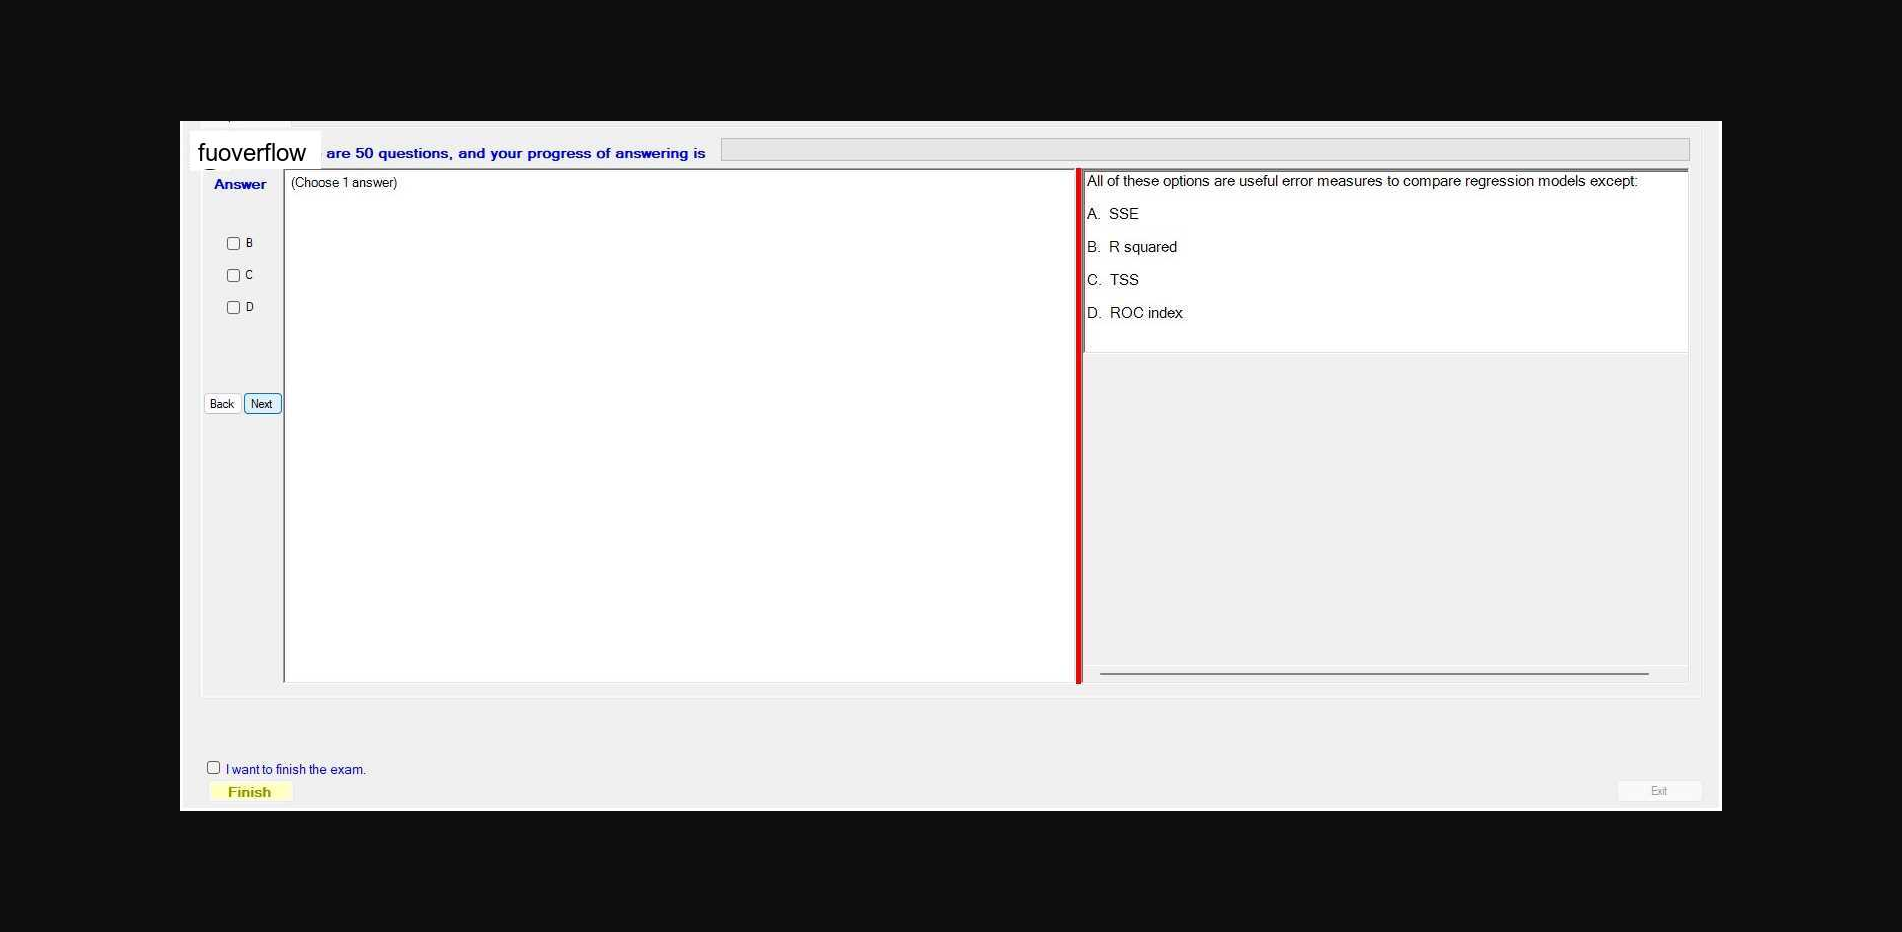 fuoverflow are 50 questions, and your progress of answering is
Answer
(Choose 1 answer)
B
C
D
Back Next
All of these options are useful error measures to compare regression models except:
A. SSE
B. R squared
C. TSS
D. ROC index
I want to finish the exam.
Finish
Exit